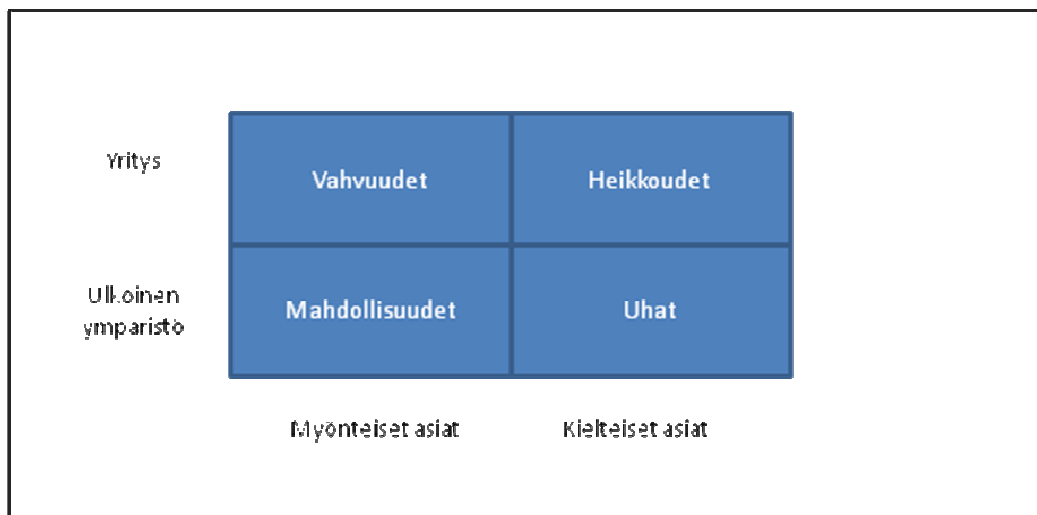 Yritys
Vahvuudet
Heikkoudet
Ulkoinen
ympäristö
Mahdollisuudet
Uhat
Myönteiset asiat
Kielteiset asiat